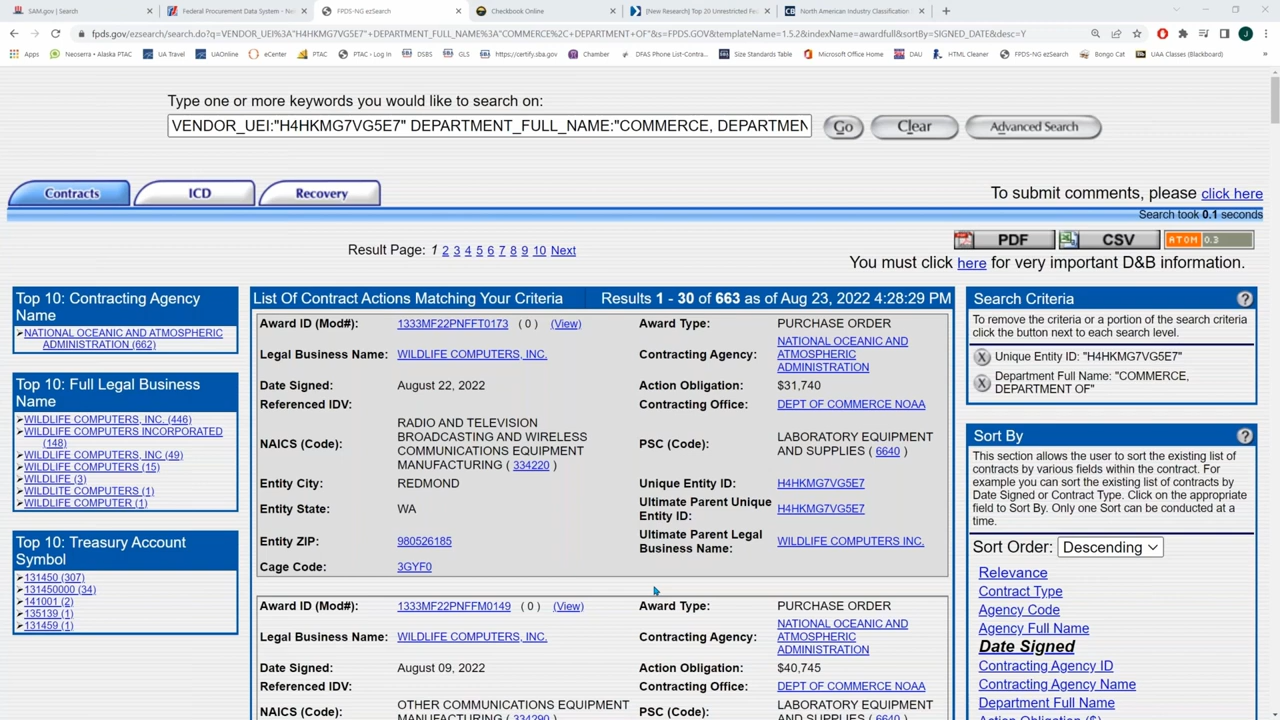 SAM.gov | Search
Federal Procurement Data System - Ne
FPDS-NG ezSearch
Checkbook Online
[New Research] Top 20 Unrestricted
North American Industry Classification
fpds.gov/ezsearch/search.do?q=VENDOR_UEI%3A"H4HKMG7VG5E7"+DEPARTMENT_FULL_NAME%3A"COMMERCE%2C+DEPARTMENT+OF"&s=FPDS.GOV&templateName=1.5.2&indexName=awardfull&sortBy=SIGNED_DATE&desc=Y
J
Apps
Neoserra • Alaska PTAC
UA Travel
UAOnline
eCenter
PTAC
PTAC - Log In
DSBS
GLS
https://certify.sba.gov
Chamber
DFAS Phone List-Contact...
Size Standards Table
Microsoft Office Home
DAU
HTML Cleaner
FPDS-NG ezSearch
Bongo Cat
UAA Classes (Blackboard)
Type one or more keywords you would like to search on:
VENDOR_UEI:"H4HKMG7VG5E7" DEPARTMENT_FULL_NAME:"COMMERCE, DEPARTMEN
Go
Clear
Advanced Search
Contracts
ICD
Recovery
To submit comments, please click here
Search took 0.1 seconds
Result Page: 1 2 3 4 5 6 7 8 9 10 Next
PDF
CSV
ATOM 0.3
You must click here for very important D&B information.
Top 10: Contracting Agency
Name
NATIONAL OCEANIC AND ATMOSPHERIC
ADMINISTRATION (662)
Top 10: Full Legal Business
Name
WILDLIFE COMPUTERS, INC. (446)
WILDLIFE COMPUTERS INCORPORATED
(148)
WILDLIFE COMPUTERS, INC (49)
WILDLIFE COMPUTERS (15)
WILDLIFE (3)
WILDLITE COMPUTERS (1)
WILDLIFE COMPUTER (1)
Top 10: Treasury Account
Symbol
131450 (307)
131450000 (34)
141001 (2)
135139 (1)
131459 (1)
List Of Contract Actions Matching Your Criteria
Results 1 - 30 of 663 as of Aug 23, 2022 4:28:29 PM
Award ID (Mod#): 1333MF22PNFFT0173 ( 0 ) (View)
Award Type: PURCHASE ORDER
Legal Business Name: WILDLIFE COMPUTERS, INC.
Contracting Agency: NATIONAL OCEANIC AND
ATMOSPHERIC
ADMINISTRATION
Date Signed: August 22, 2022
Action Obligation: $31,740
Referenced IDV:
Contracting Office: DEPT OF COMMERCE NOAA
NAICS (Code): RADIO AND TELEVISION
BROADCASTING AND WIRELESS
COMMUNICATIONS EQUIPMENT
MANUFACTURING ( 334220 )
PSC (Code): LABORATORY EQUIPMENT
AND SUPPLIES ( 6640 )
Entity City: REDMOND
Unique Entity ID: H4HKMG7VG5E7
Entity State: WA
Ultimate Parent Unique
Entity ID: H4HKMG7VG5E7
Entity ZIP: 980526185
Ultimate Parent Legal
Business Name: WILDLIFE COMPUTERS INC.
Cage Code: 3GYF0
Award ID (Mod#): 1333MF22PNFFM0149 ( 0 ) (View)
Award Type: PURCHASE ORDER
Legal Business Name: WILDLIFE COMPUTERS, INC.
Contracting Agency: NATIONAL OCEANIC AND
ATMOSPHERIC
ADMINISTRATION
Date Signed: August 09, 2022
Action Obligation: $40,745
Referenced IDV:
Contracting Office: DEPT OF COMMERCE NOAA
NAICS (Code): OTHER COMMUNICATIONS EQUIPMENT
MANUFACTURING ( 334290 )
PSC (Code): LABORATORY EQUIPMENT
AND SUPPLIES ( 6640 )
Search Criteria
?
To remove the criteria or a portion of the search criteria
click the button next to each search level.
X Unique Entity ID: "H4HKMG7VG5E7"
X Department Full Name: "COMMERCE,
DEPARTMENT OF"
Sort By
?
This section allows the user to sort the existing list of
contracts by various fields within the contract. For
example you can sort the existing list of contracts by
Date Signed or Contract Type. Click on the appropriate
field to Sort By. Only one Sort can be conducted at a
time.
Sort Order: Descending
Relevance
Contract Type
Agency Code
Agency Full Name
Date Signed
Contracting Agency ID
Contracting Agency Name
Department Full Name
Action Obligation ($)